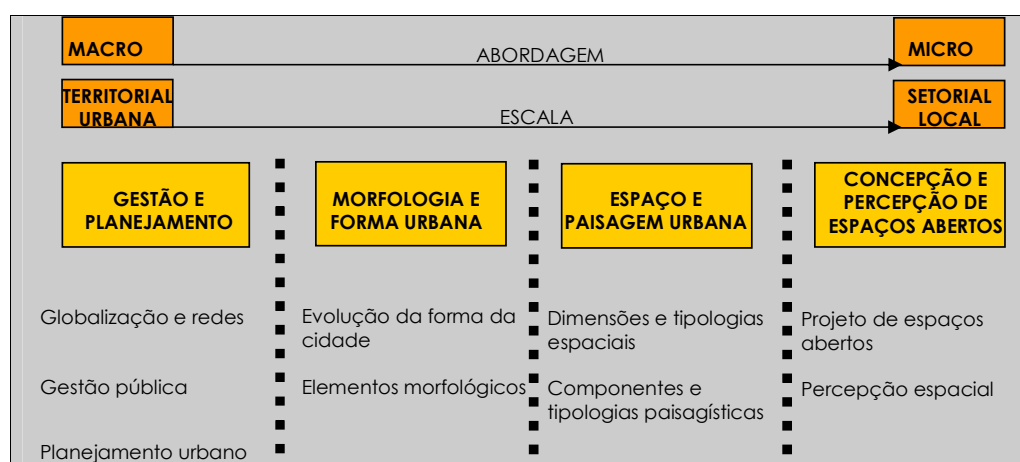 MACRO
ABORDAGEM
MICRO
TERRITORIAL
URBANA
ESCALA
SETORIAL
LOCAL
GESTÃO E
PLANEJAMENTO
MORFOLOGIA E
FORMA URBANA
ESPAÇO E
PAISAGEM URBANA
CONCEPÇÃO E
PERCEPÇÃO DE
ESPAÇOS ABERTOS
Globalização e redes
Gestão pública
Planejamento urbano
Evolução da forma da
cidade
Elementos morfológicos
Dimensões e tipologias
espaciais
Componentes e
tipologias paisagísticas
Projeto de espaços
abertos
Percepção espacial